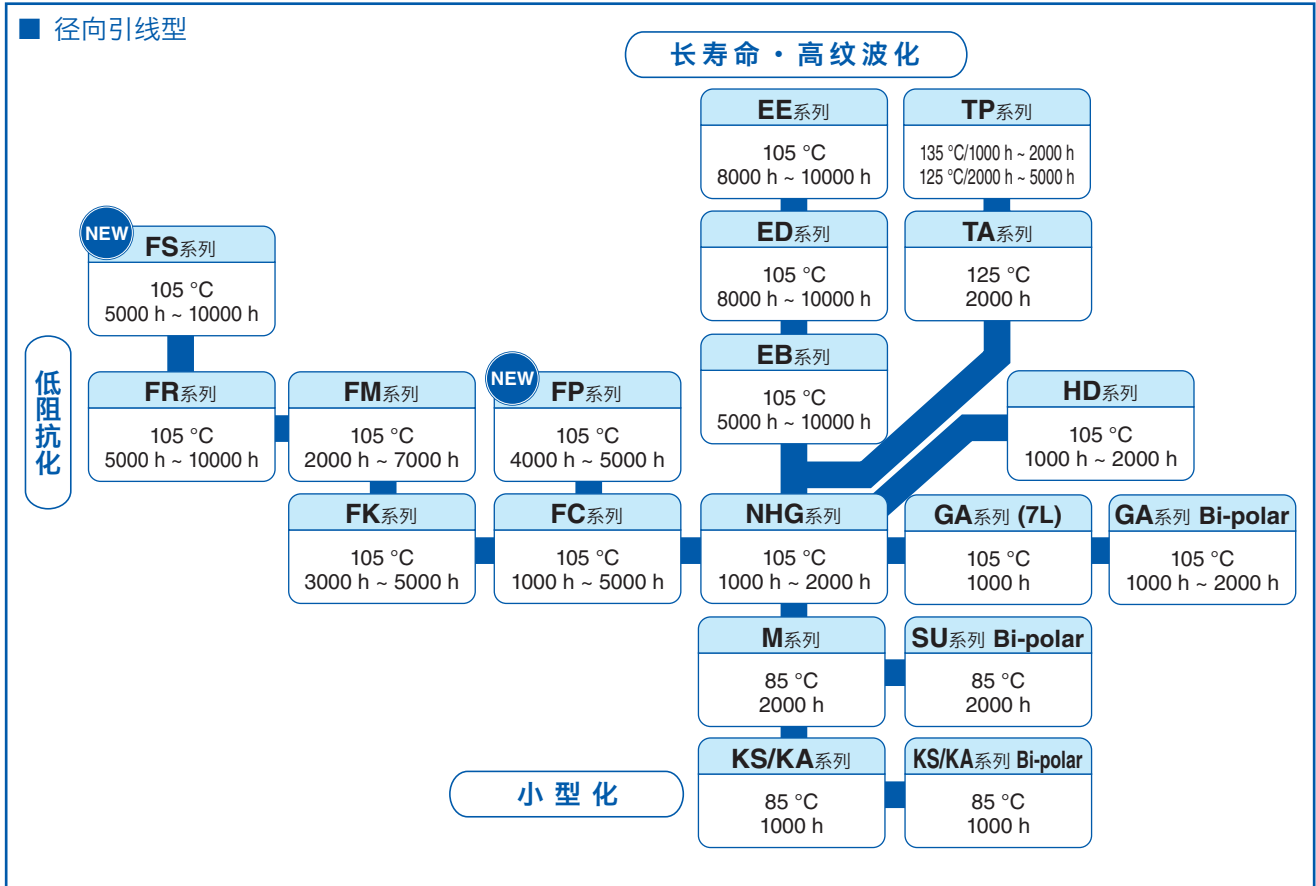 ■ 径向引线型
长寿命・高纹波化
EE系列
105 °C
8000 h ~ 10000 h
TP系列
135 °C/1000 h ~ 2000 h
125 °C/2000 h ~ 5000 h
NEW
FS系列
105 °C
5000 h ~ 10000 h
ED系列
105 °C
8000 h ~ 10000 h
TA系列
125 °C
2000 h
低阻抗化
EB系列
105 °C
5000 h ~ 10000 h
FR系列
105 °C
5000 h ~ 10000 h
FM系列
105 °C
2000 h ~ 7000 h
NEW
FP系列
105 °C
4000 h ~ 5000 h
HD系列
105 °C
1000 h ~ 2000 h
FK系列
105 °C
3000 h ~ 5000 h
FC系列
105 °C
1000 h ~ 5000 h
NHG系列
105 °C
1000 h ~ 2000 h
GA系列 (7L)
105 °C
1000 h
GA系列 Bi-polar
105 °C
1000 h ~ 2000 h
M系列
85 °C
2000 h
SU系列 Bi-polar
85 °C
2000 h
小型化
KS/KA系列
85 °C
1000 h
KS/KA系列 Bi-polar
85 °C
1000 h